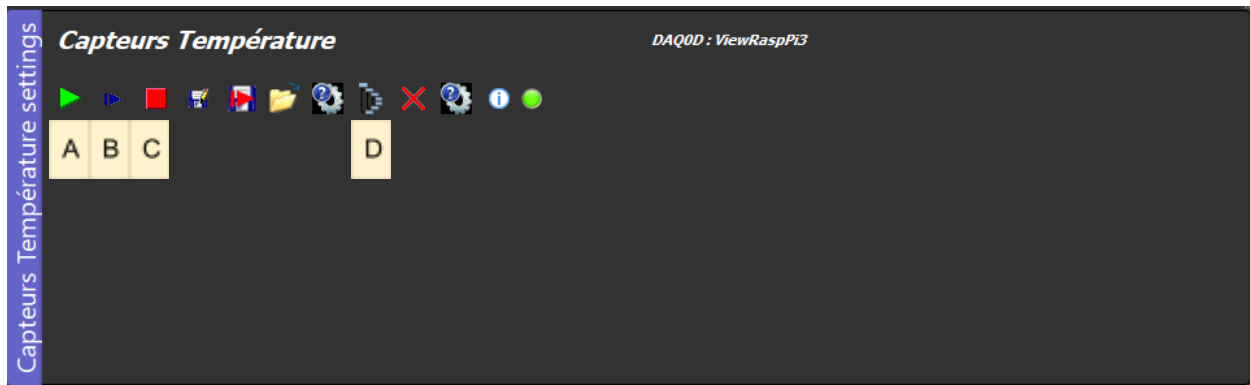 Capteurs Température settings
Capteurs Température
DAQ0D : ViewRaspPi3
A B C D